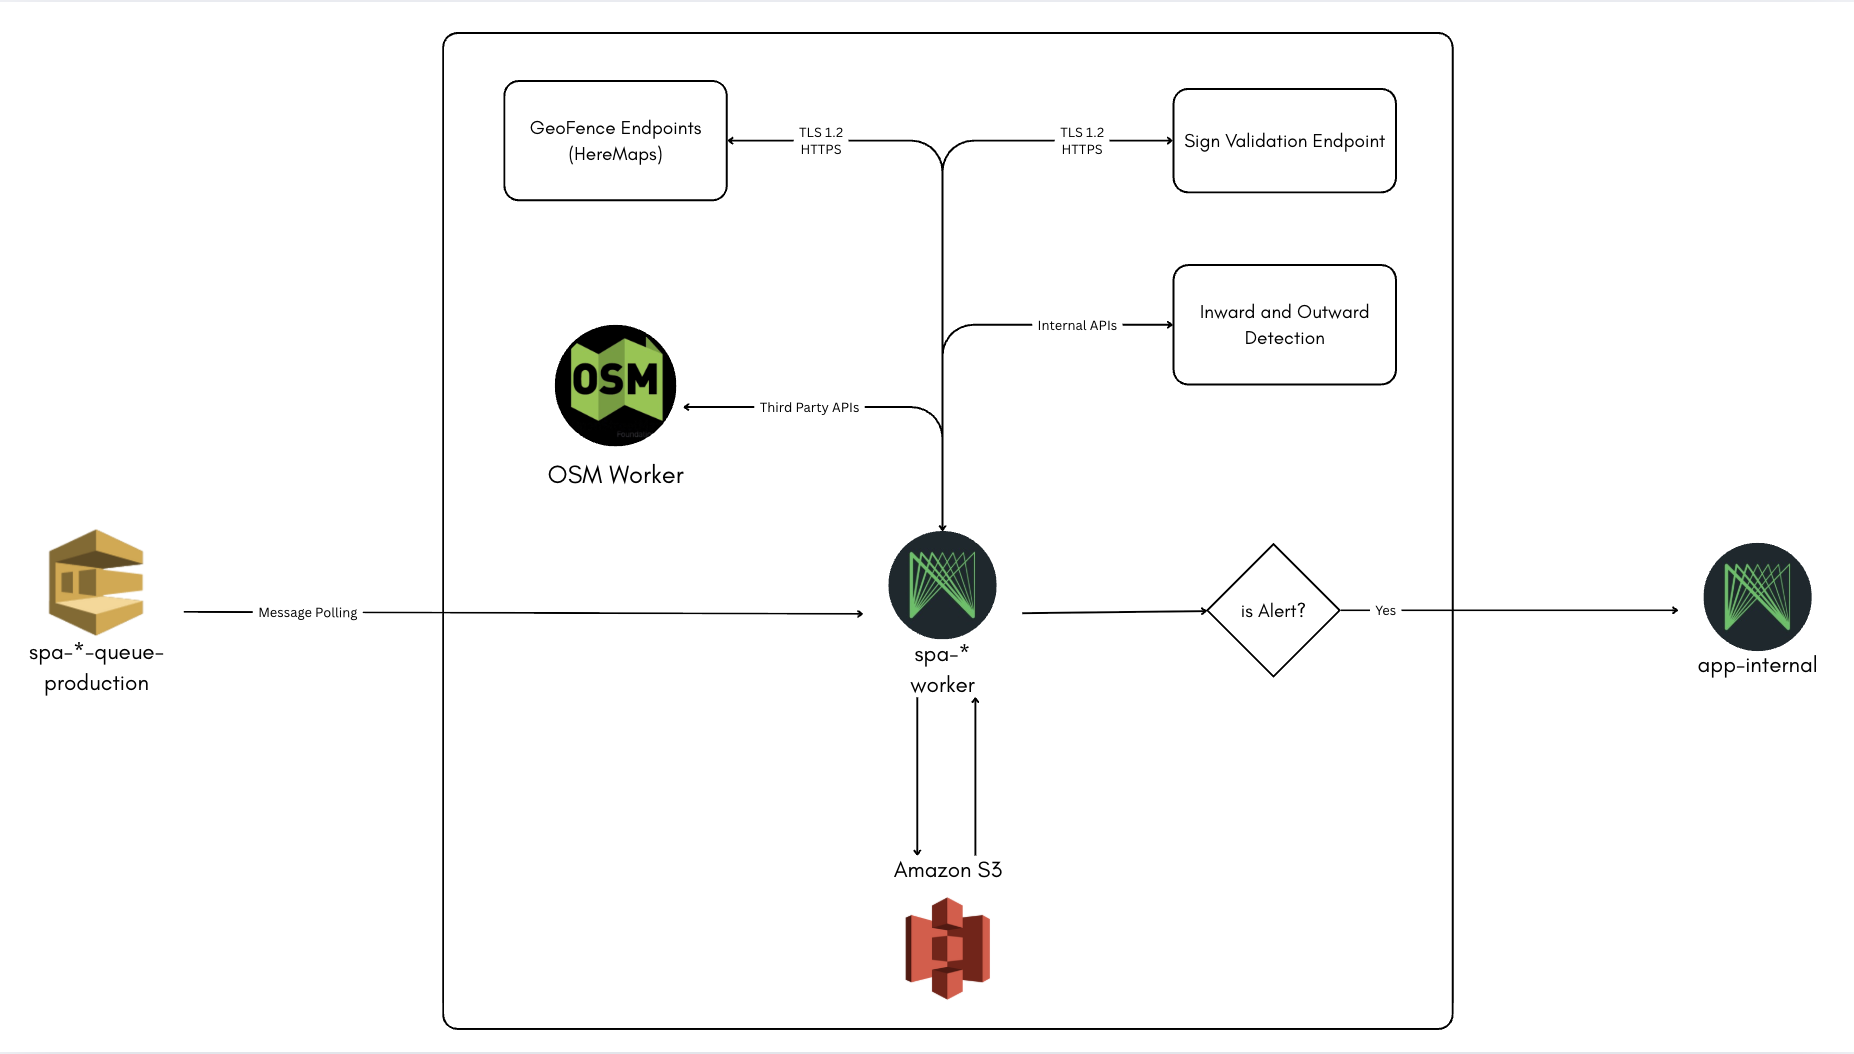 GeoFence Endpoints
(HereMaps)
TLS 1.2
HTTPS
TLS 1.2
HTTPS
Sign Validation Endpoint
Inward and Outward
Detection
Internal APIs
OSM
Third Party APIs
OSM Worker
spa-*-queue-
production
Message Polling
spa-*
worker
is Alert?
Yes
app-internal
Amazon S3